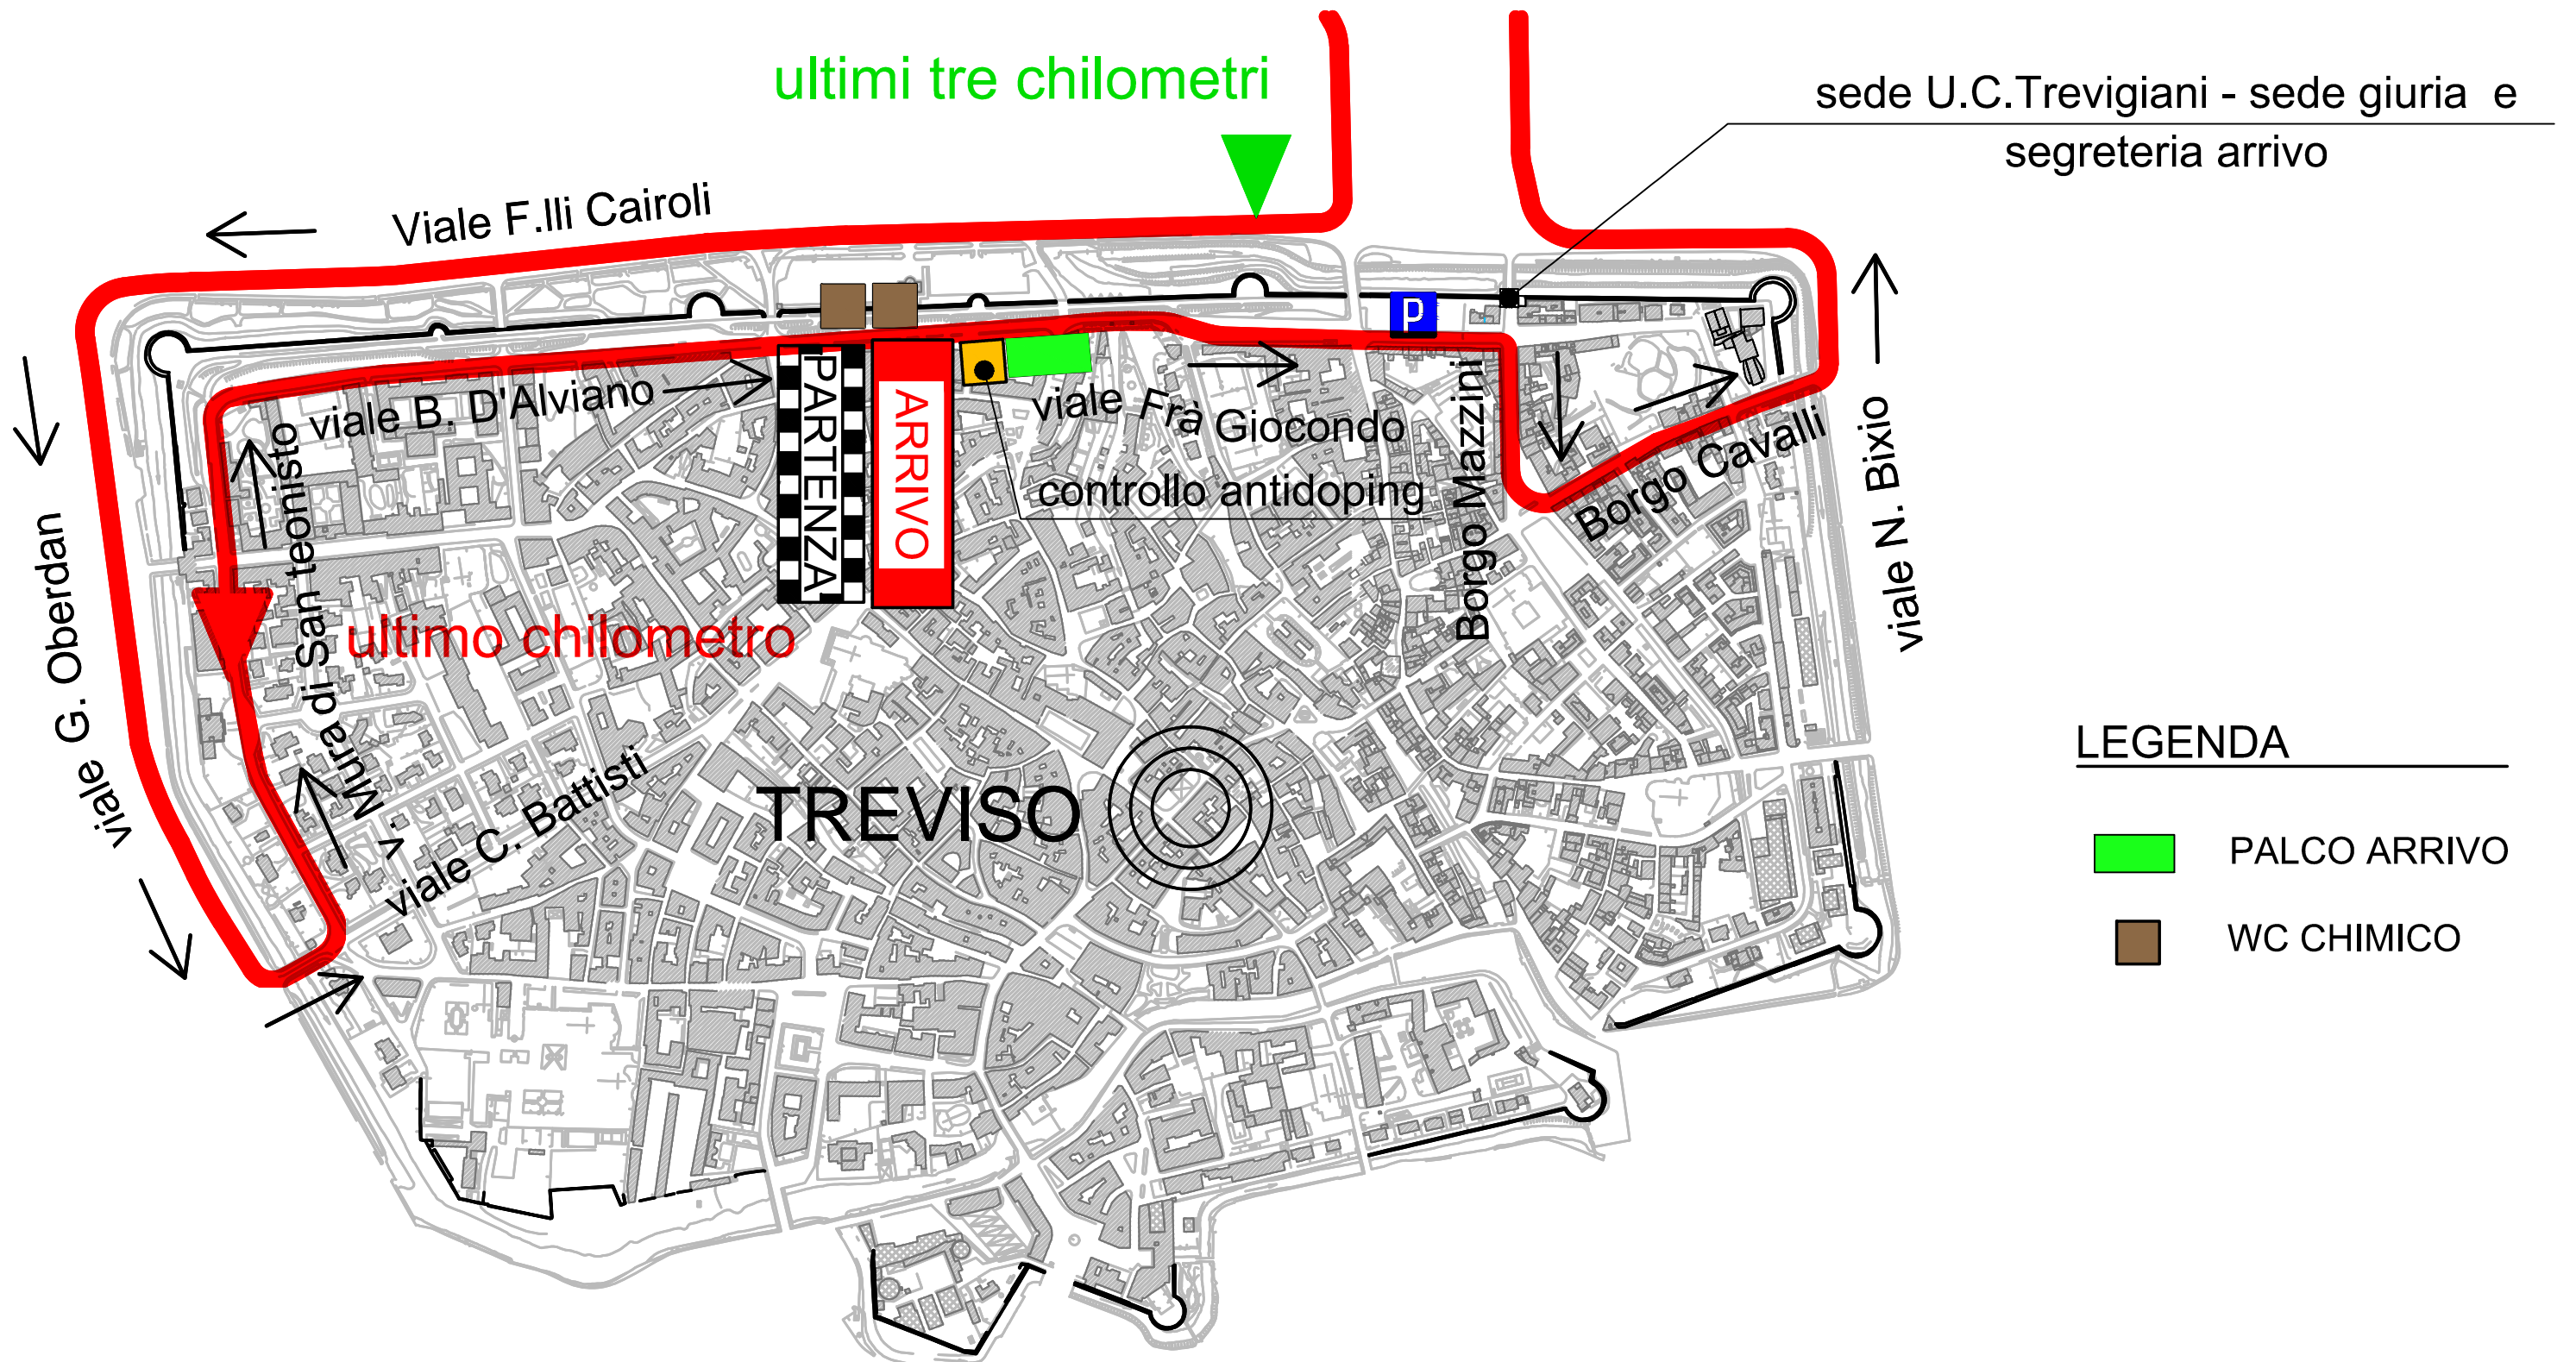 ultimi tre chilometri
sede U.C.Trevigiani - sede giuria e
segreteria arrivo
Viale F.lli Cairoli
P
viale B. D'Alviano
PARTENZA
ARRIVO
viale Frà Giocondo
controllo antidoping
Borgo Mazzini
Borgo Cavalli
viale N. Bixio
viale G. Oberdan
v. Mura di San teonisto
ultimo chilometro
viale C. Battisti
TREVISO
LEGENDA
PALCO ARRIVO
WC CHIMICO